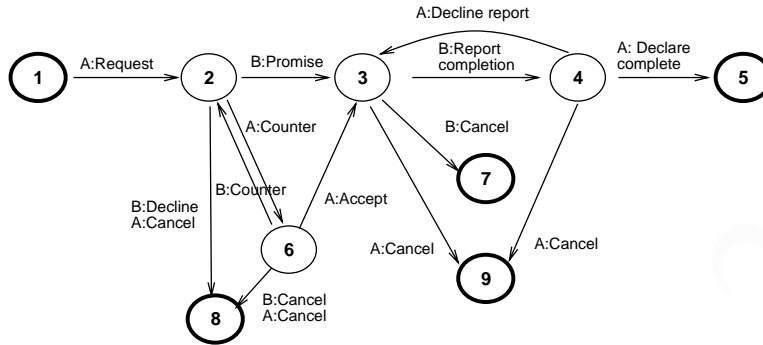 A:Decline report
A:Request
B:Promise
B:Report
completion
A: Declare
complete
1
2
3
4
5
A:Counter
B:Cancel
7
B:Counter
B:Decline
A:Cancel
A:Accept
6
A:Cancel
9
A:Cancel
B:Cancel
A:Cancel
8